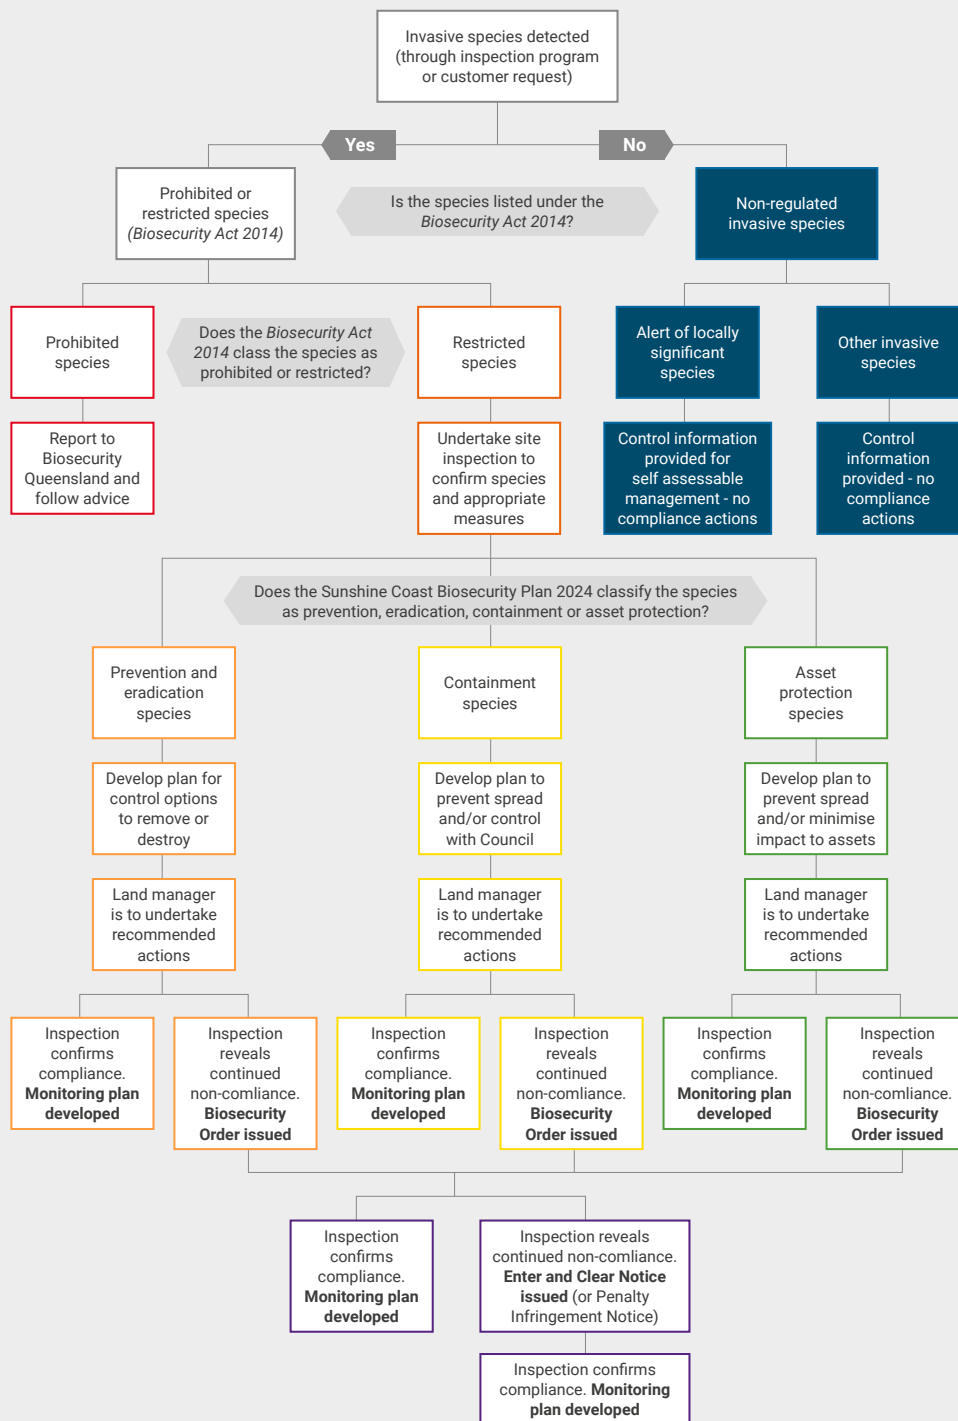 Invasive species detected
(through inspection program
or customer request)
Yes
No
Prohibited or
restricted species
(Biosecurity Act 2014)
Is the species listed under the
Biosecurity Act 2014?
Non-regulated
invasive species
Prohibited
species
Does the Biosecurity Act
2014 class the species as
prohibited or restricted?
Restricted
species
Alert of locally
significant
species
Other invasive
species
Report to
Biosecurity
Queensland and
follow advice
Undertake site
inspection to
confirm species
and appropriate
measures
Control information
provided for
self assessable
management - no
compliance actions
Control
information
provided - no
compliance
actions
Does the Sunshine Coast Biosecurity Plan 2024 classify the species
as prevention, eradication, containment or asset protection?
Prevention and
eradication
species
Containment
species
Asset
protection
species
Develop plan for
control options
to remove or
destroy
Develop plan to
prevent spread
and/or control
with Council
Develop plan to
prevent spread
and/or minimise
impact to assets
Land manager
is to undertake
recommended
actions
Land manager
is to undertake
recommended
actions
Land manager
is to undertake
recommended
actions
Inspection
confirms
compliance.
Monitoring plan
developed
Inspection
reveals
continued
non-comliance.
Biosecurity
Order issued
Inspection
confirms
compliance.
Monitoring plan
developed
Inspection
reveals
continued
non-comliance.
Biosecurity
Order issued
Inspection
confirms
compliance.
Monitoring plan
developed
Inspection
reveals
continued
non-comliance.
Biosecurity
Order issued
Inspection
confirms
compliance.
Monitoring plan
developed
Inspection reveals
continued non-comliance.
Enter and Clear Notice
issued (or Penalty
Infringement Notice)
Inspection confirms
compliance. Monitoring
plan developed